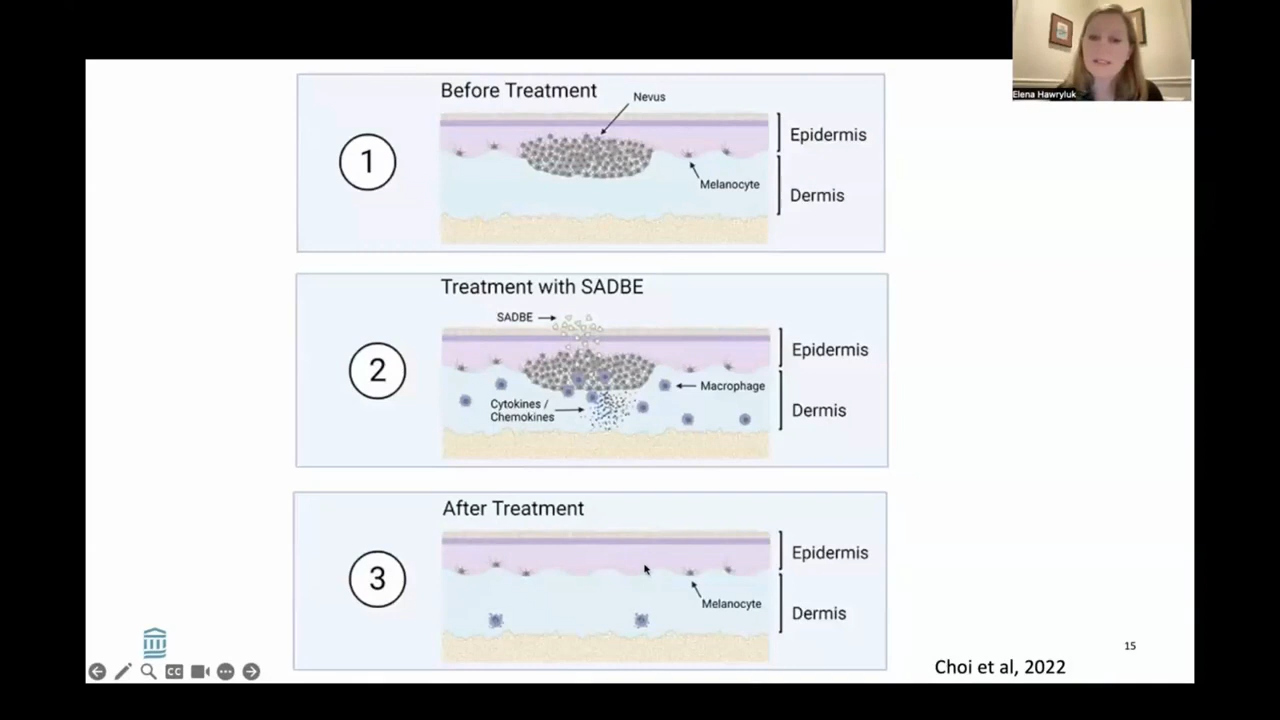 Elena Hawryluk
1
Before Treatment
Nevus
Melanocyte
Epidermis
Dermis
2
Treatment with SADBE
SADBE
Epidermis
Macrophage
Cytokines /
Chemokines
Dermis
3
After Treatment
Epidermis
Melanocyte
Dermis
15
Choi et al, 2022
CC